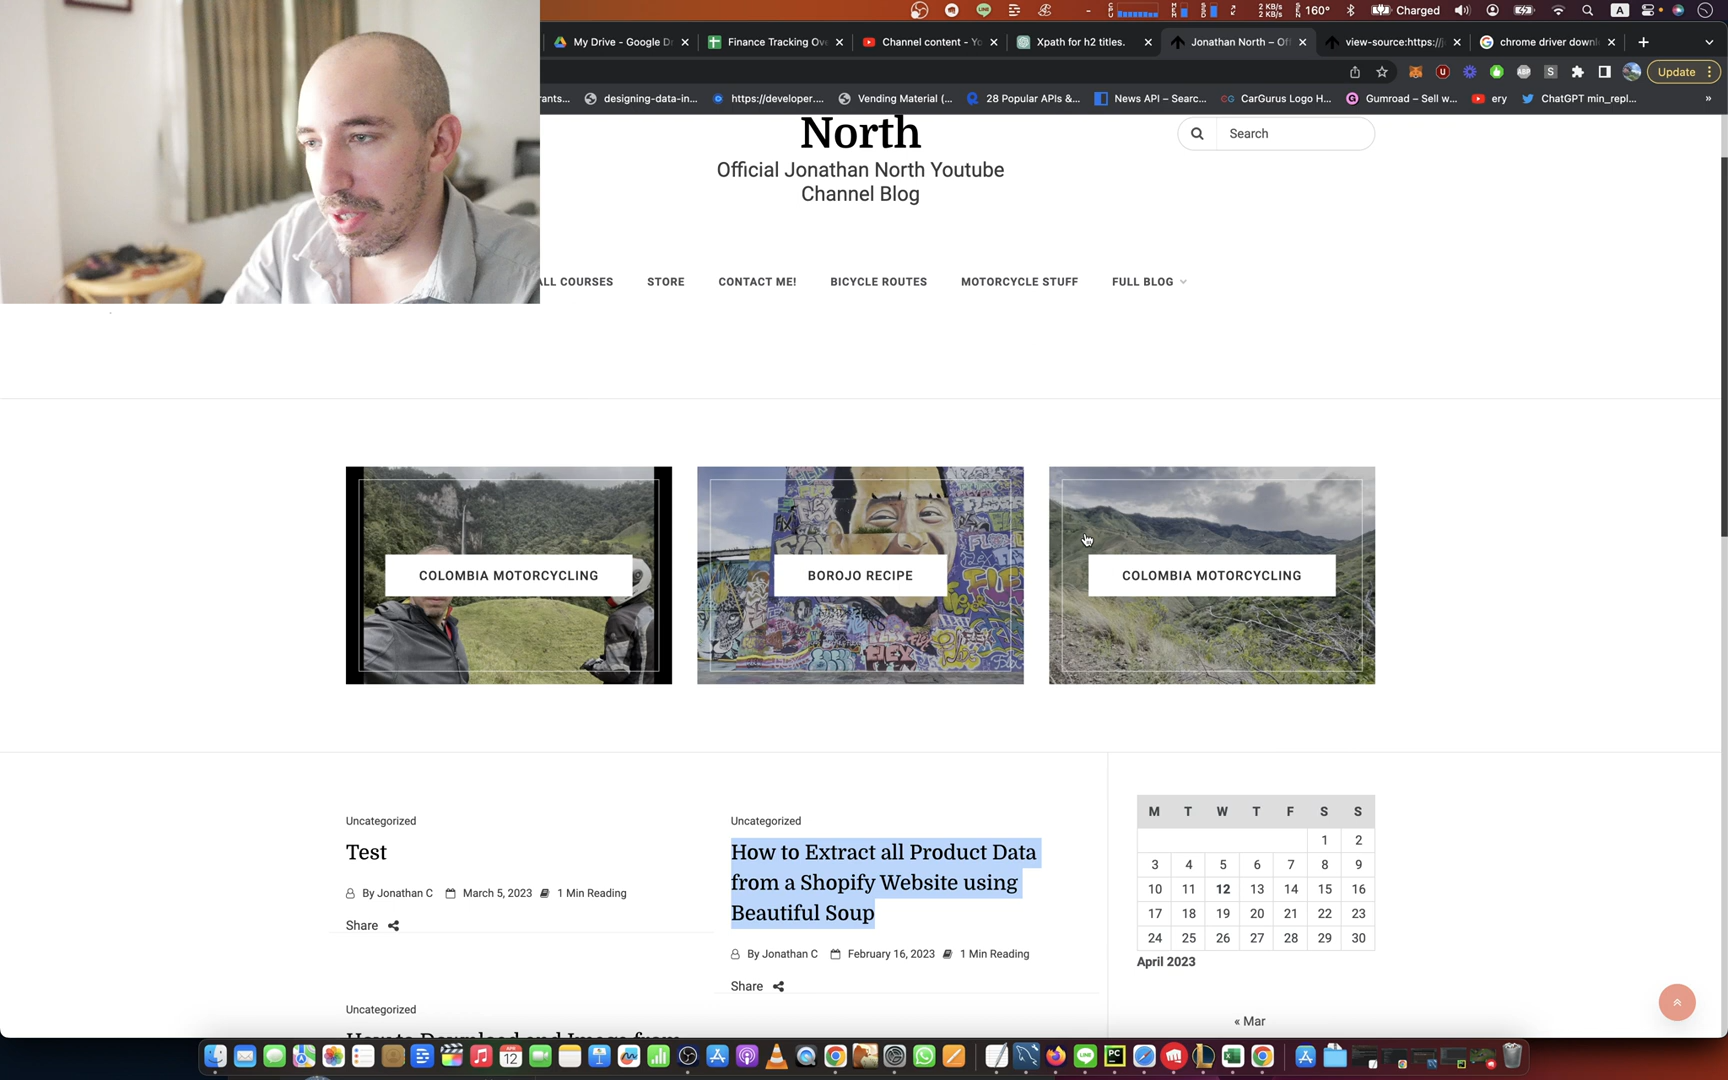 160°
Charged
A
My Drive - Google D
Finance Tracking Ov
Channel content - Yo
Xpath for h2 titles.
Jonathan North – Of
view-source:https://j
chrome driver downl
Update
rants...
designing-data-in...
https://developer....
Vending Material (...
28 Popular APIs &...
News API – Searc...
CarGurus Logo H...
Gumroad – Sell w...
ery
ChatGPT min_repl...
»
North
Search
Official Jonathan North Youtube
Channel Blog
ALL COURSES
STORE
CONTACT ME!
BICYCLE ROUTES
MOTORCYCLE STUFF
FULL BLOG
COLOMBIA MOTORCYCLING
BOROJO RECIPE
COLOMBIA MOTORCYCLING
Uncategorized
Test
By Jonathan C March 5, 2023 1 Min Reading
Share
Uncategorized
How to Extract all Product Data
from a Shopify Website using
Beautiful Soup
By Jonathan C February 16, 2023 1 Min Reading
Share
Uncategorized
M T W T F S S
1 2
3 4 5 6 7 8 9
10 11 12 13 14 15 16
17 18 19 20 21 22 23
24 25 26 27 28 29 30
April 2023
« Mar